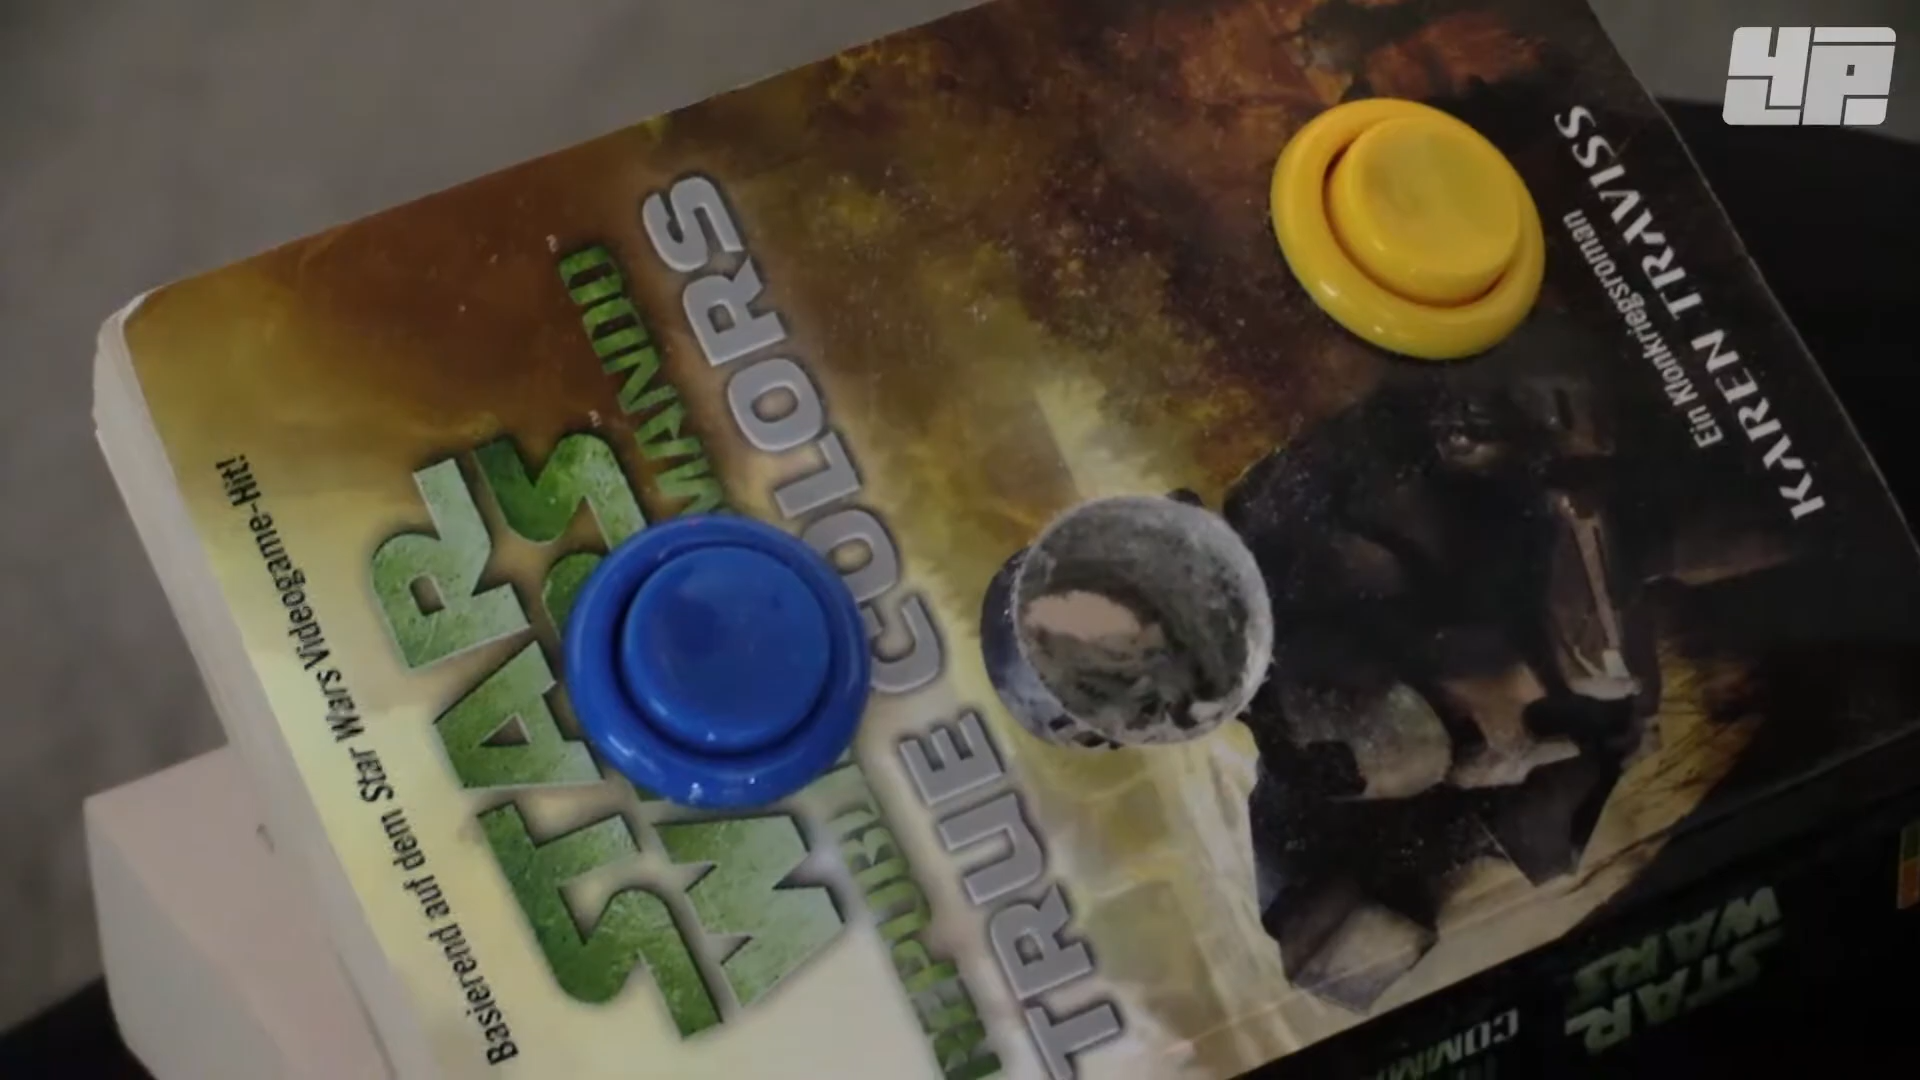 Basierend auf dem Star Wars Videogame-Hit!
STAR
WARS
REPUBLIC COMMANDO
TRUE COLORS
Ein Klonkriegsroman
KAREN TRAVISS
STAR
WARS
4P